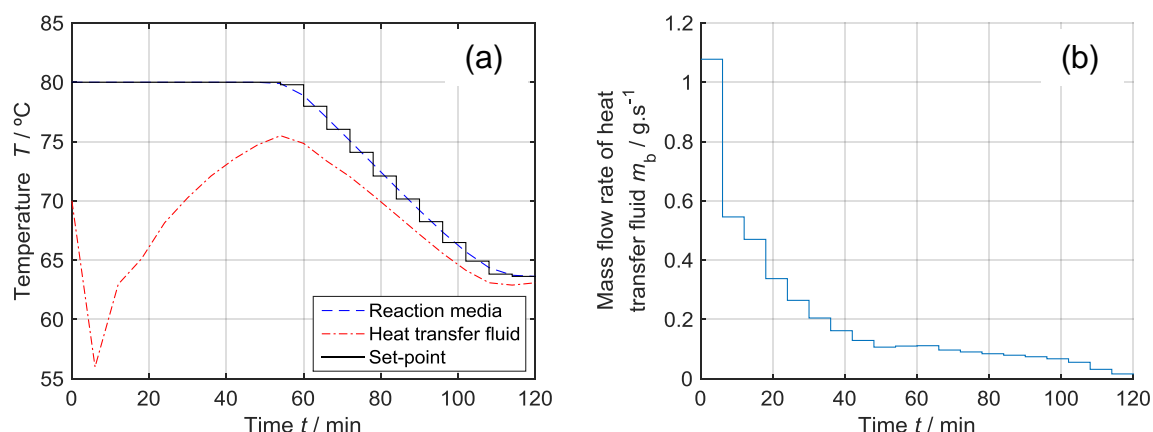 85
80
75
70
65
60
55
0
20
40
60
80
100
120
Temperature T / ºC
Time t / min
(a)
Reaction media
Heat transfer fluid
Set-point
1.2
1
0.8
0.6
0.4
0.2
0
0
20
40
60
80
100
120
Mass flow rate of heat
transfer fluid mb / g.s-1
Time t / min
(b)